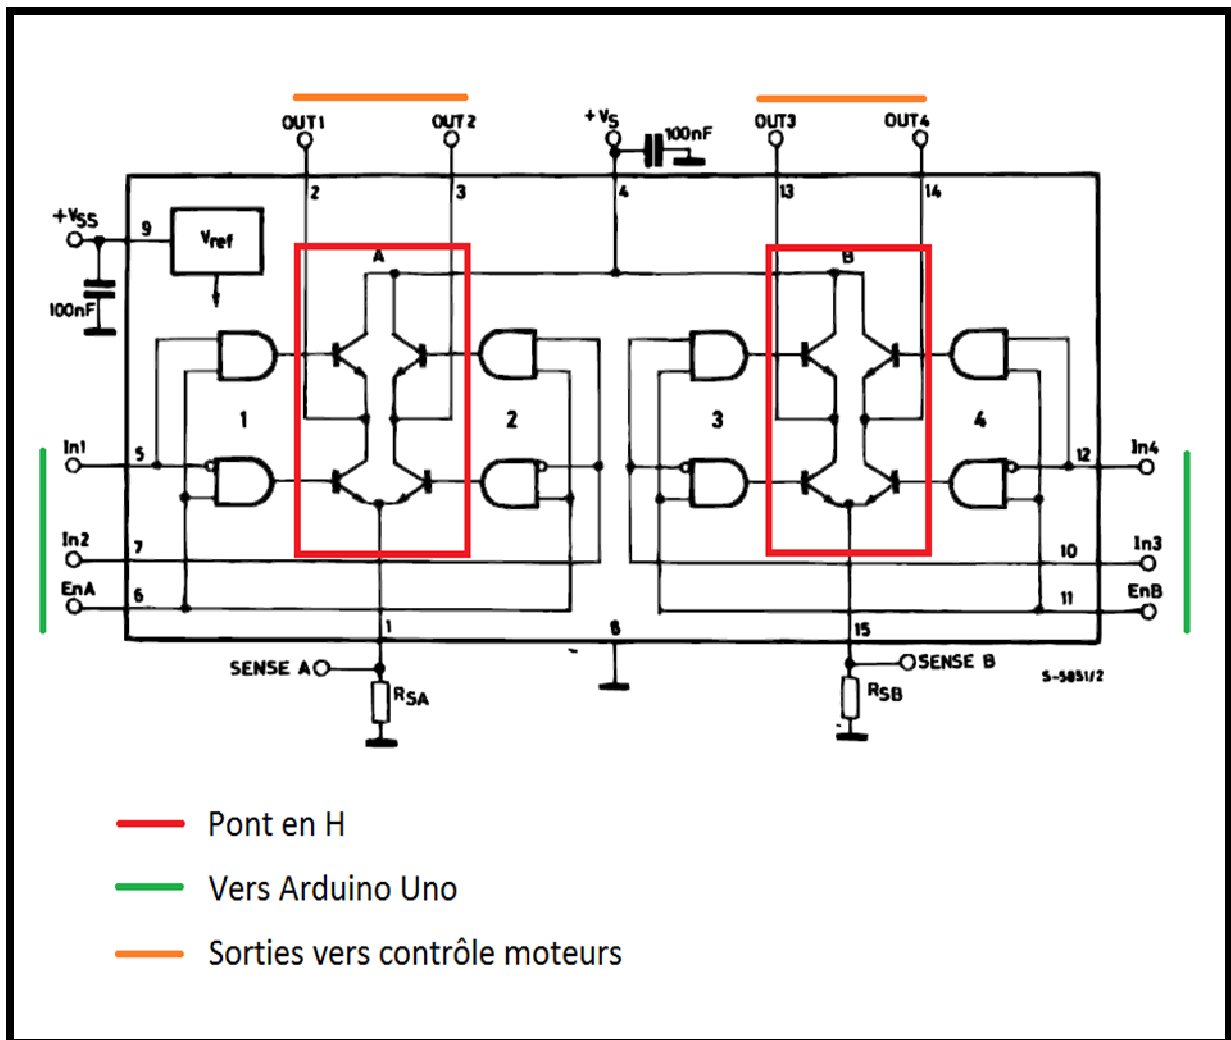 OUT1 OUT2 +VS 100nF OUT3 OUT4
2 3 4 13 14
+VSS 9 Vref
A B
100nF
1 2 3 4
In1 5 12 In4
In2 7 10 In3
EnA 6 11 EnB
1 8 15
SENSE A SENSE B
RSA RSB S-5851/2
Pont en H
Vers Arduino Uno
Sorties vers contrôle moteurs